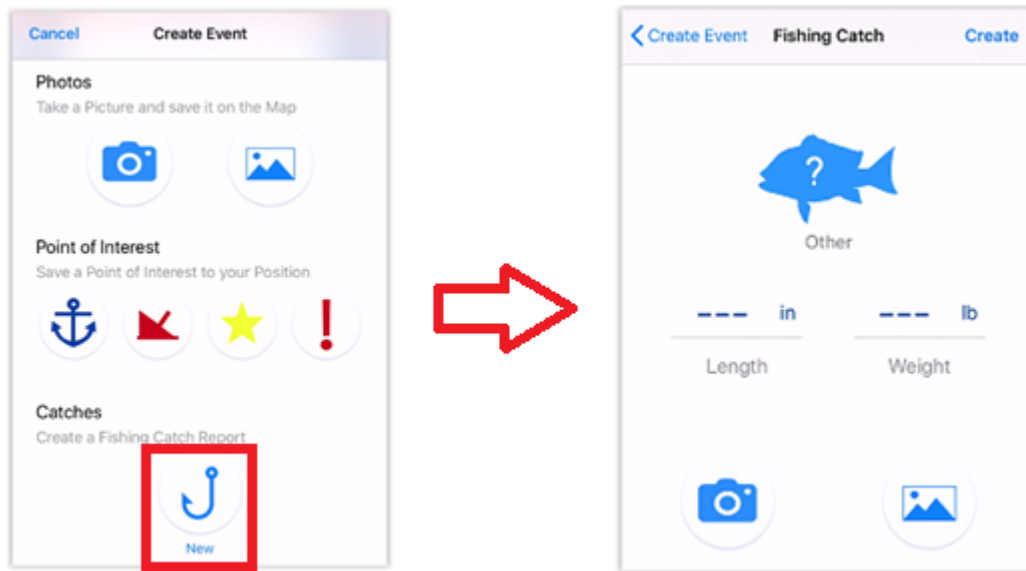 Cancel Create Event
Photos
Take a Picture and save it on the Map
Point of Interest
Save a Point of Interest to your Position
Catches
Create a Fishing Catch Report
New
Create Event Fishing Catch Create
?
Other
--- in --- lb
Length Weight